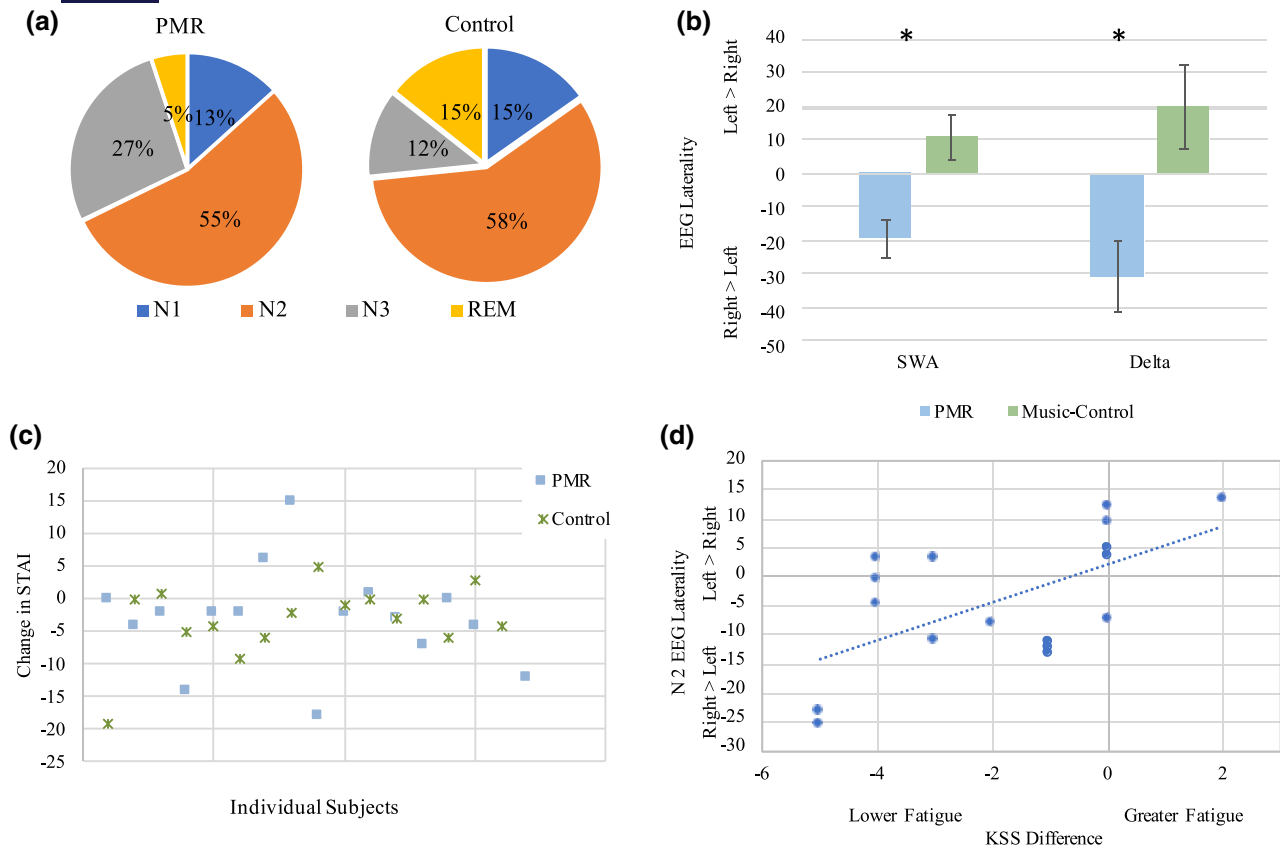 (a)
PMR
Control
5%
13%
27%
55%
15%
15%
12%
58%
N1 N2 N3 REM
(b)
EEG Laterality
Right > Left Left > Right
40
30
20
10
0
-10
-20
-30
-40
-50
* *
SWA Delta
PMR Music-Control
(c)
Change in STAI
20
15
10
5
0
-5
-10
-15
-20
-25
PMR
Control
Individual Subjects
(d)
N2 EEG Laterality
Right > Left Left > Right
20
15
10
5
0
-5
-10
-15
-20
-25
-30
-6 -4 -2 0 2
Lower Fatigue Greater Fatigue
KSS Difference